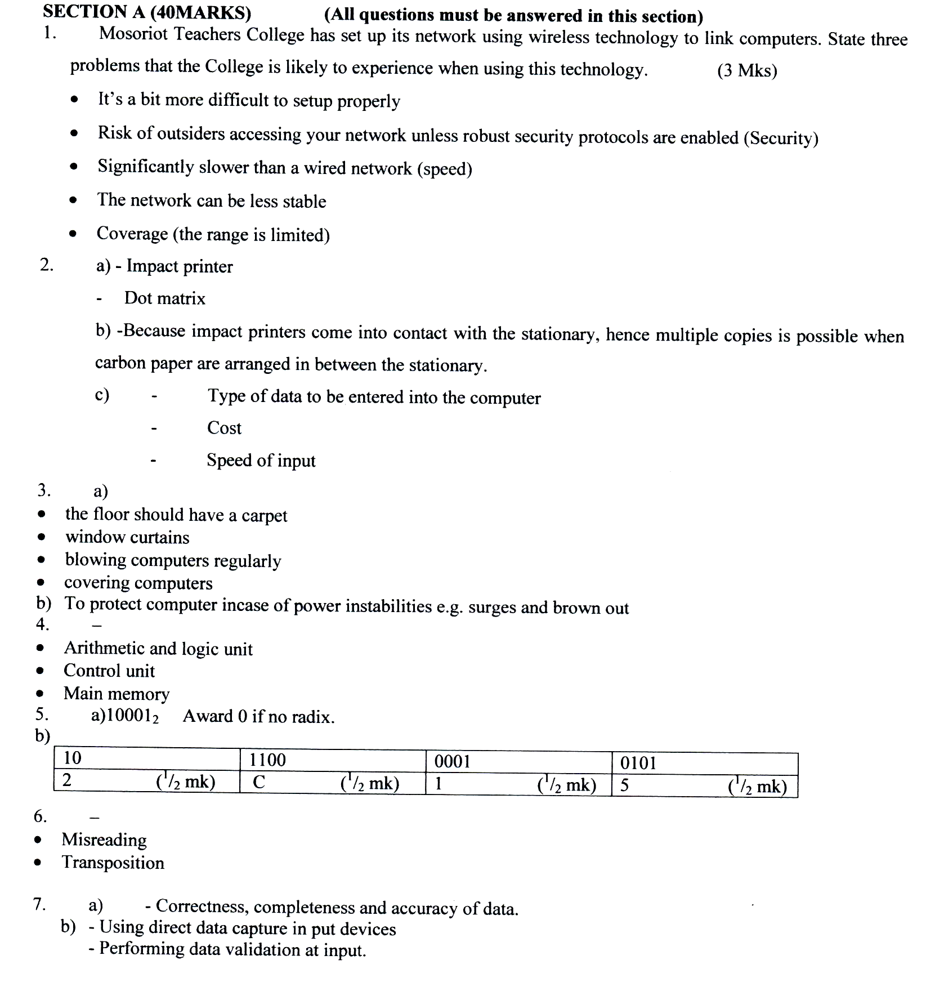 SECTION A (40MARKS) (All questions must be answered in this section)
1. Mosoriot Teachers College has set up its network using wireless technology to link computers. State three
problems that the College is likely to experience when using this technology. (3 Mks)
• It's a bit more difficult to setup properly
• Risk of outsiders accessing your network unless robust security protocols are enabled (Security)
• Significantly slower than a wired network (speed)
• The network can be less stable
• Coverage (the range is limited)
2. a) - Impact printer
- Dot matrix
b) -Because impact printers come into contact with the stationary, hence multiple copies is possible when
carbon paper are arranged in between the stationary.
c) - Type of data to be entered into the computer
- Cost
- Speed of input
3. a)
• the floor should have a carpet
• window curtains
• blowing computers regularly
• covering computers
b) To protect computer incase of power instabilities e.g. surges and brown out
4. –
• Arithmetic and logic unit
• Control unit
• Main memory
5. a)10001₂ Award 0 if no radix.
b)
10 1100 0001 0101
2 (¹/₂ mk) C (¹/₂ mk) 1 (¹/₂ mk) 5 (¹/₂ mk)
6. –
• Misreading
• Transposition
7. a) - Correctness, completeness and accuracy of data.
b) - Using direct data capture in put devices
- Performing data validation at input.